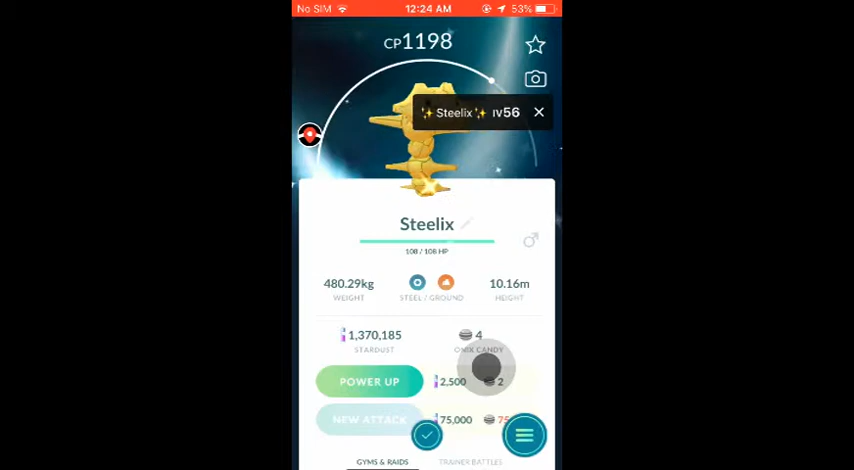 No SIM 12:24 AM 53%
CP1198
✨Steelix✨ IV56 ×
Steelix
108 / 108 HP
480.29kg 10.16m
WEIGHT STEEL / GROUND HEIGHT
1,370,185 4
STARDUST ONIX CANDY
POWER UP 2,500 2
NEW ATTACK 75,000
GYMS & RAIDS TRAINER BATTLES